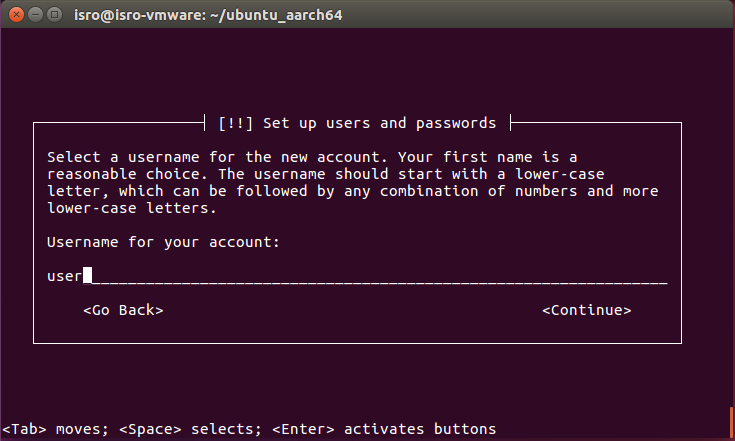 isro@isro-vmware: ~/ubuntu_aarch64
[!!] Set up users and passwords
Select a username for the new account. Your first name is a
reasonable choice. The username should start with a lower-case
letter, which can be followed by any combination of numbers and more
lower-case letters.
Username for your account:
user________________________________________________________________
<Go Back> <Continue>
<Tab> moves; <Space> selects; <Enter> activates buttons